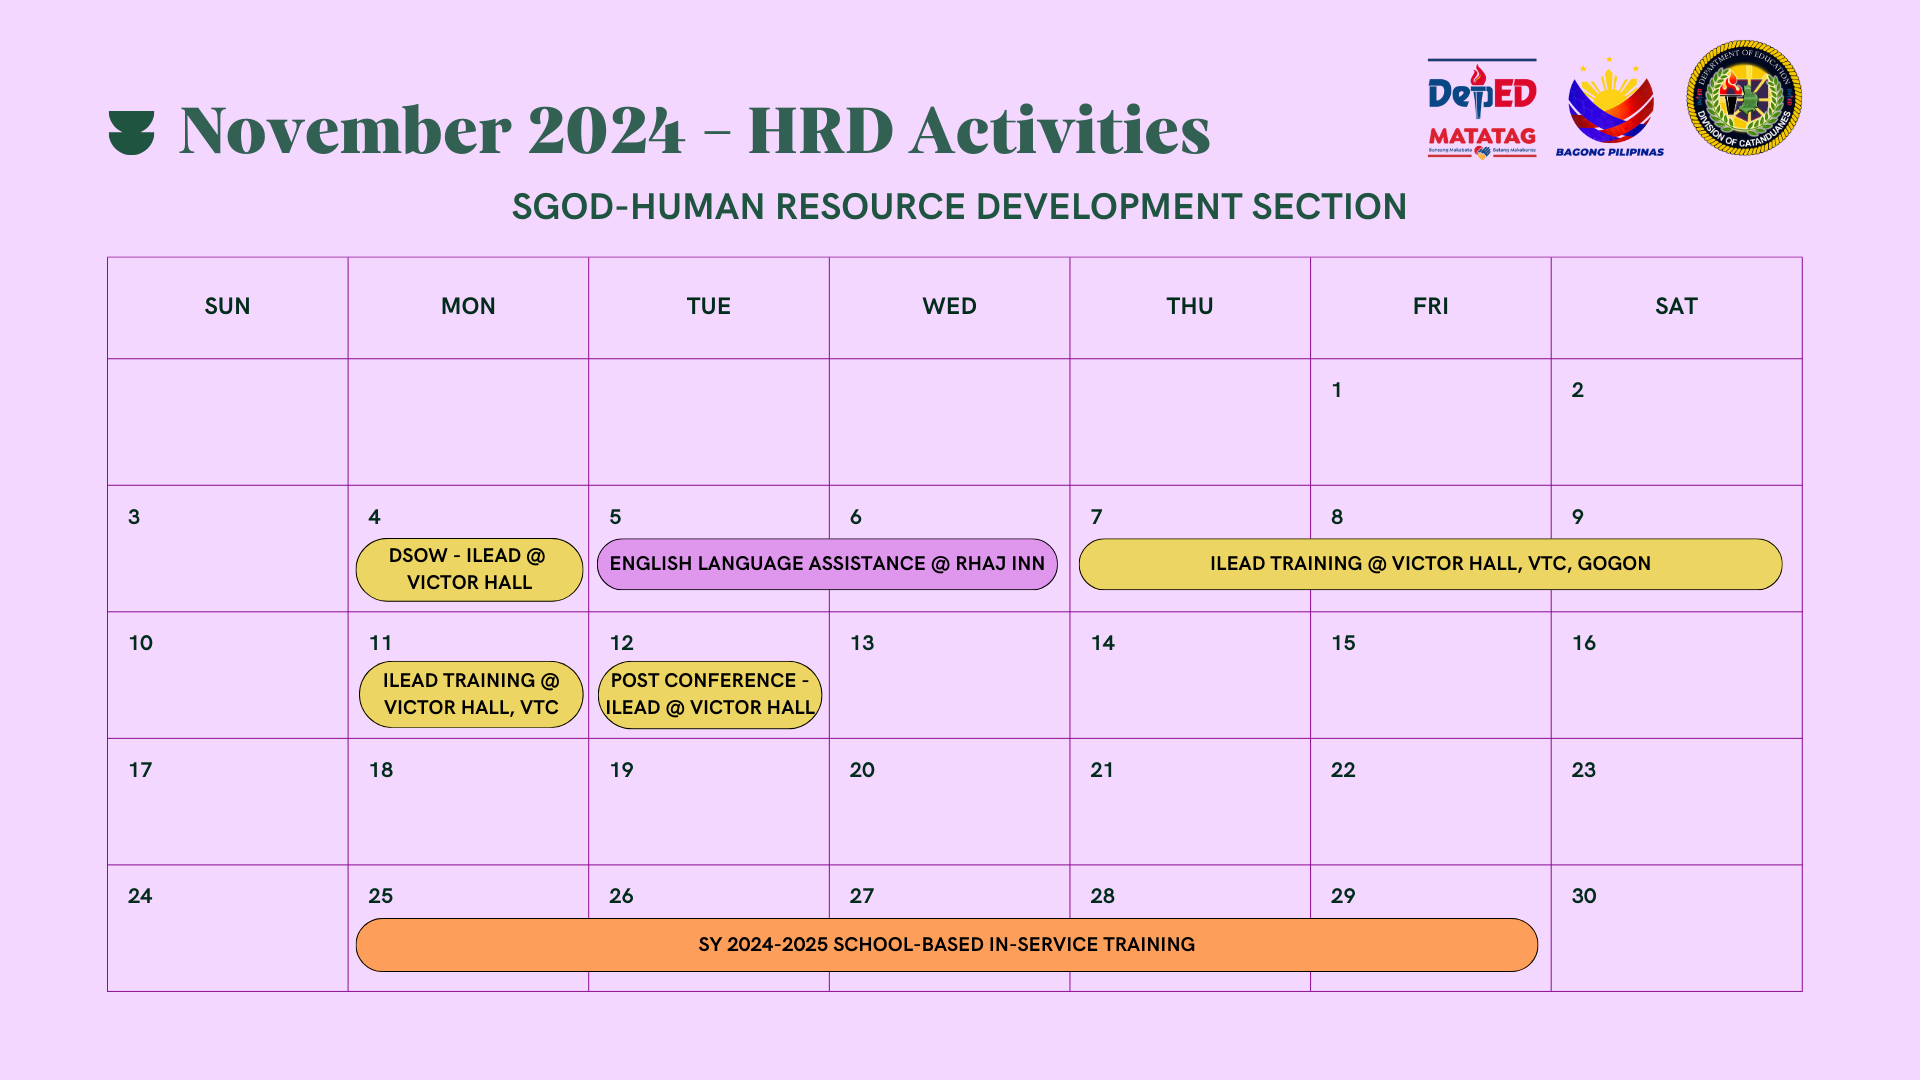 November 2024 – HRD Activities
DepED
MATATAG
Bansang Makabata Batang Makabansa
BAGONG PILIPINAS
DEPARTMENT OF EDUCATION
DIVISION OF CATANDUANES
SGOD-HUMAN RESOURCE DEVELOPMENT SECTION
SUN MON TUE WED THU FRI SAT
1 2
3 4 5 6 7 8 9
DSOW - ILEAD @
VICTOR HALL
ENGLISH LANGUAGE ASSISTANCE @ RHAJ INN
ILEAD TRAINING @ VICTOR HALL, VTC, GOGON
10 11 12 13 14 15 16
ILEAD TRAINING @
VICTOR HALL, VTC
POST CONFERENCE -
ILEAD @ VICTOR HALL
17 18 19 20 21 22 23
24 25 26 27 28 29 30
SY 2024-2025 SCHOOL-BASED IN-SERVICE TRAINING